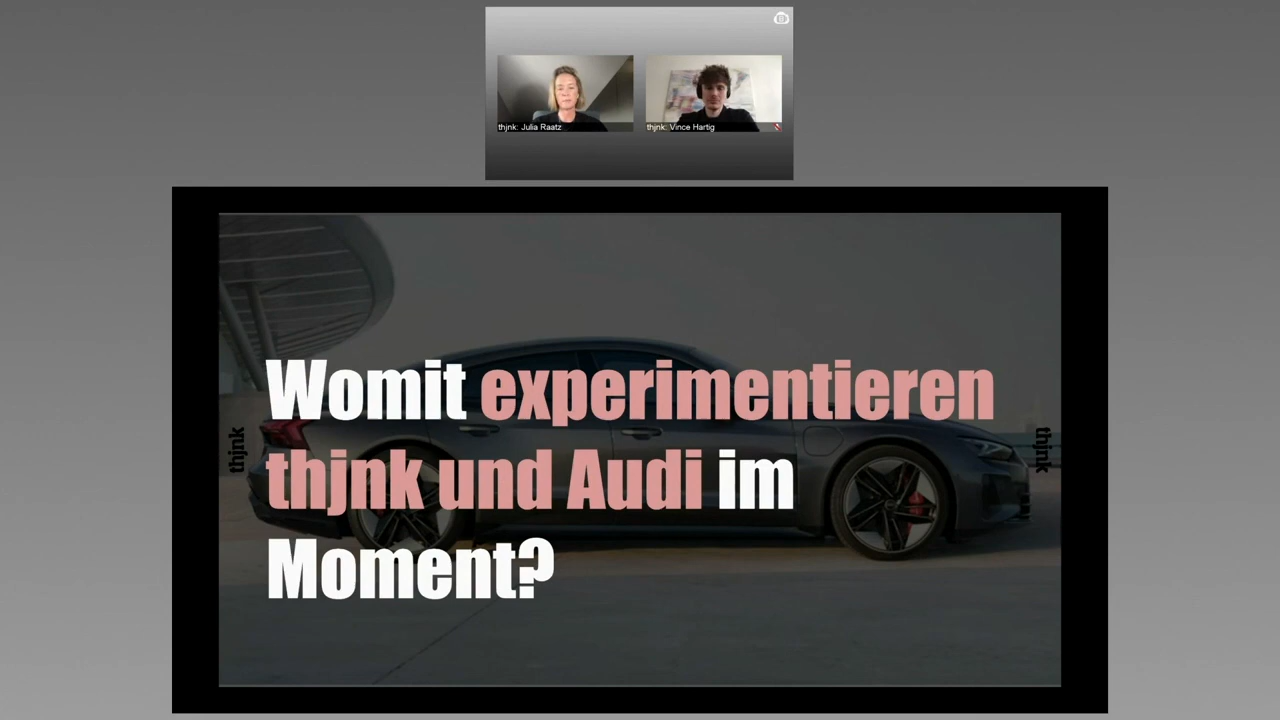 thjnk: Julia Raatz
thjnk: Vince Hartig
Womit experimentieren
thjnk und Audi im
Moment?
thjnk
thjnk